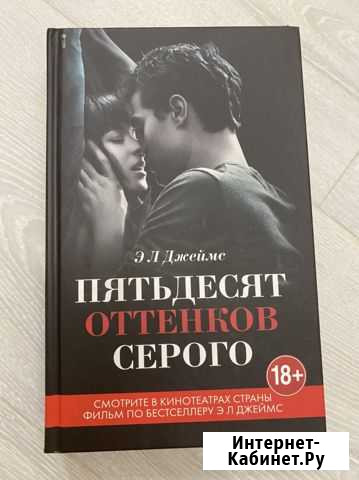 Э Л Джеймс
ПЯТЬДЕСЯТ
ОТТЕНКОВ
СЕРОГО
18+
СМОТРИТЕ В КИНОТЕАТРАХ СТРАНЫ
ФИЛЬМ ПО БЕСТСЕЛЛЕРУ Э Л ДЖЕЙМС
Интернет-
Кабинет.Ру